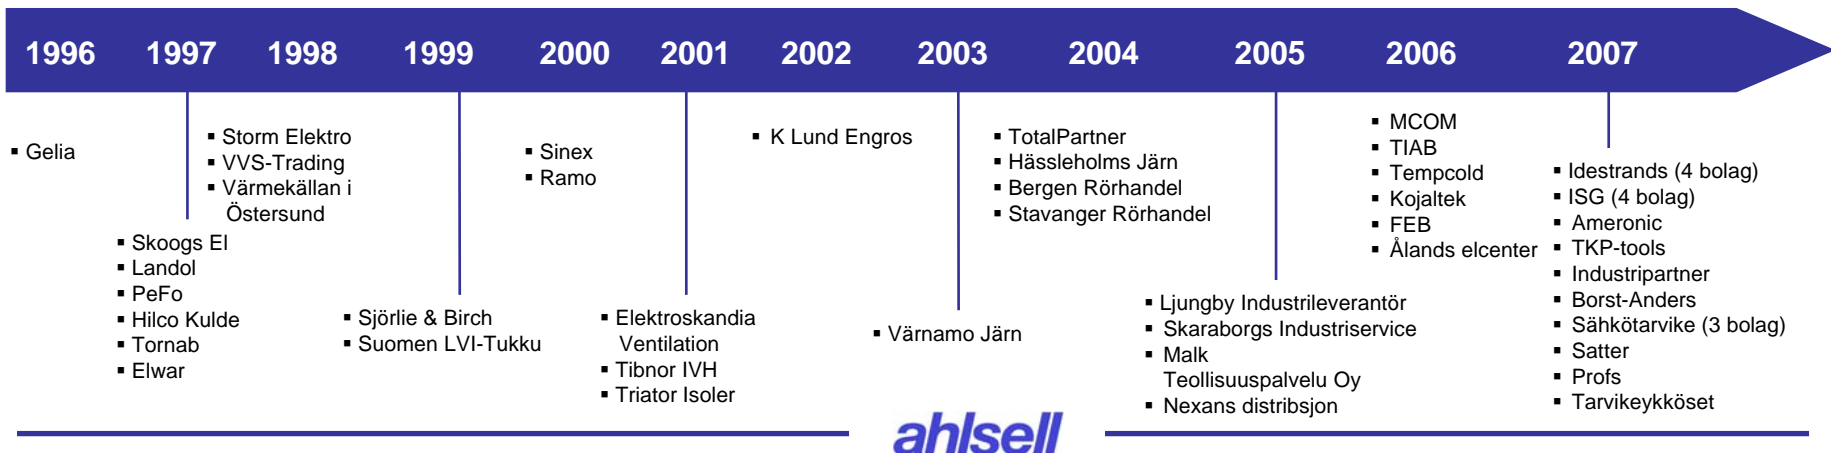 1996 1997 1998 1999 2000 2001 2002 2003 2004 2005 2006 2007
▪ Gelia
▪ Skoogs El
▪ Landol
▪ PeFo
▪ Hilco Kulde
▪ Tornab
▪ Elwar
▪ Storm Elektro
▪ VVS-Trading
▪ Värmekällan i
Östersund
▪ Sjörlie & Birch
▪ Suomen LVI-Tukku
▪ Sinex
▪ Ramo
▪ Elektroskandia
Ventilation
▪ Tibnor IVH
▪ Triator Isoler
▪ K Lund Engros
▪ Värnamo Järn
▪ TotalPartner
▪ Hässleholms Järn
▪ Bergen Rörhandel
▪ Stavanger Rörhandel
▪ Ljungby Industrileverantör
▪ Skaraborgs Industriservice
▪ Malk
Teollisuuspalvelu Oy
▪ Nexans distribsjon
▪ MCOM
▪ TIAB
▪ Tempcold
▪ Kojaltek
▪ FEB
▪ Ålands elcenter
▪ Idestrands (4 bolag)
▪ ISG (4 bolag)
▪ Ameronic
▪ TKP-tools
▪ Industripartner
▪ Borst-Anders
▪ Sähkötarvike (3 bolag)
▪ Satter
▪ Profs
▪ Tarvikeykköset
ahlsell